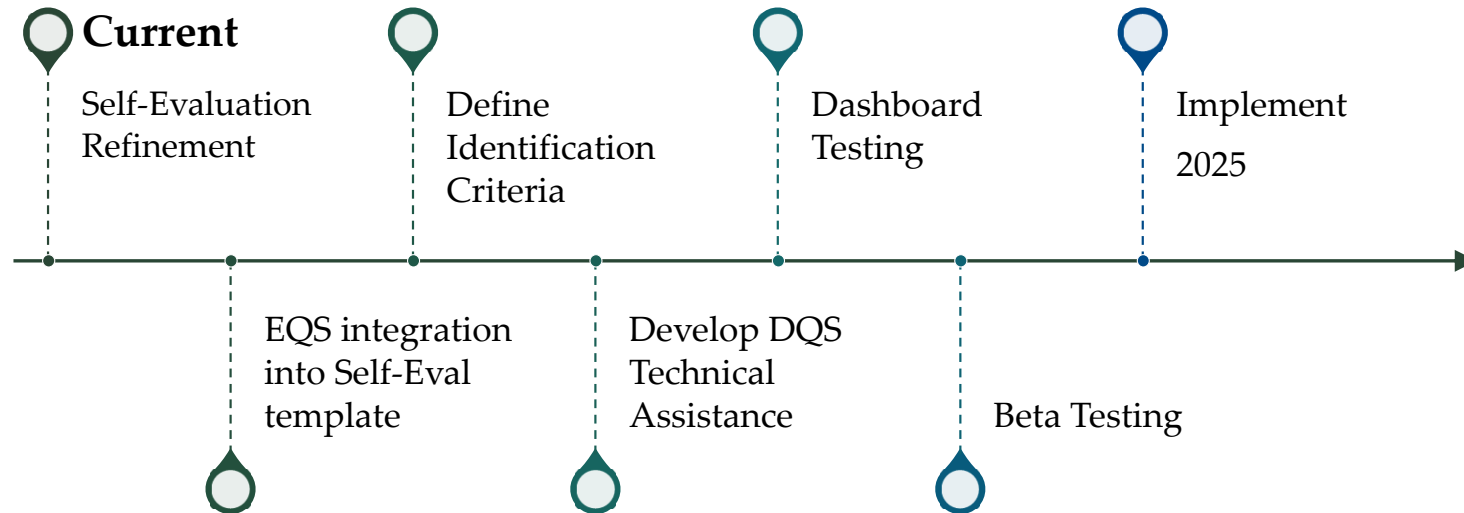 Current
Self-Evaluation
Refinement
EQS integration
into Self-Eval
template
Define
Identification
Criteria
Develop DQS
Technical
Assistance
Dashboard
Testing
Beta Testing
Implement
2025